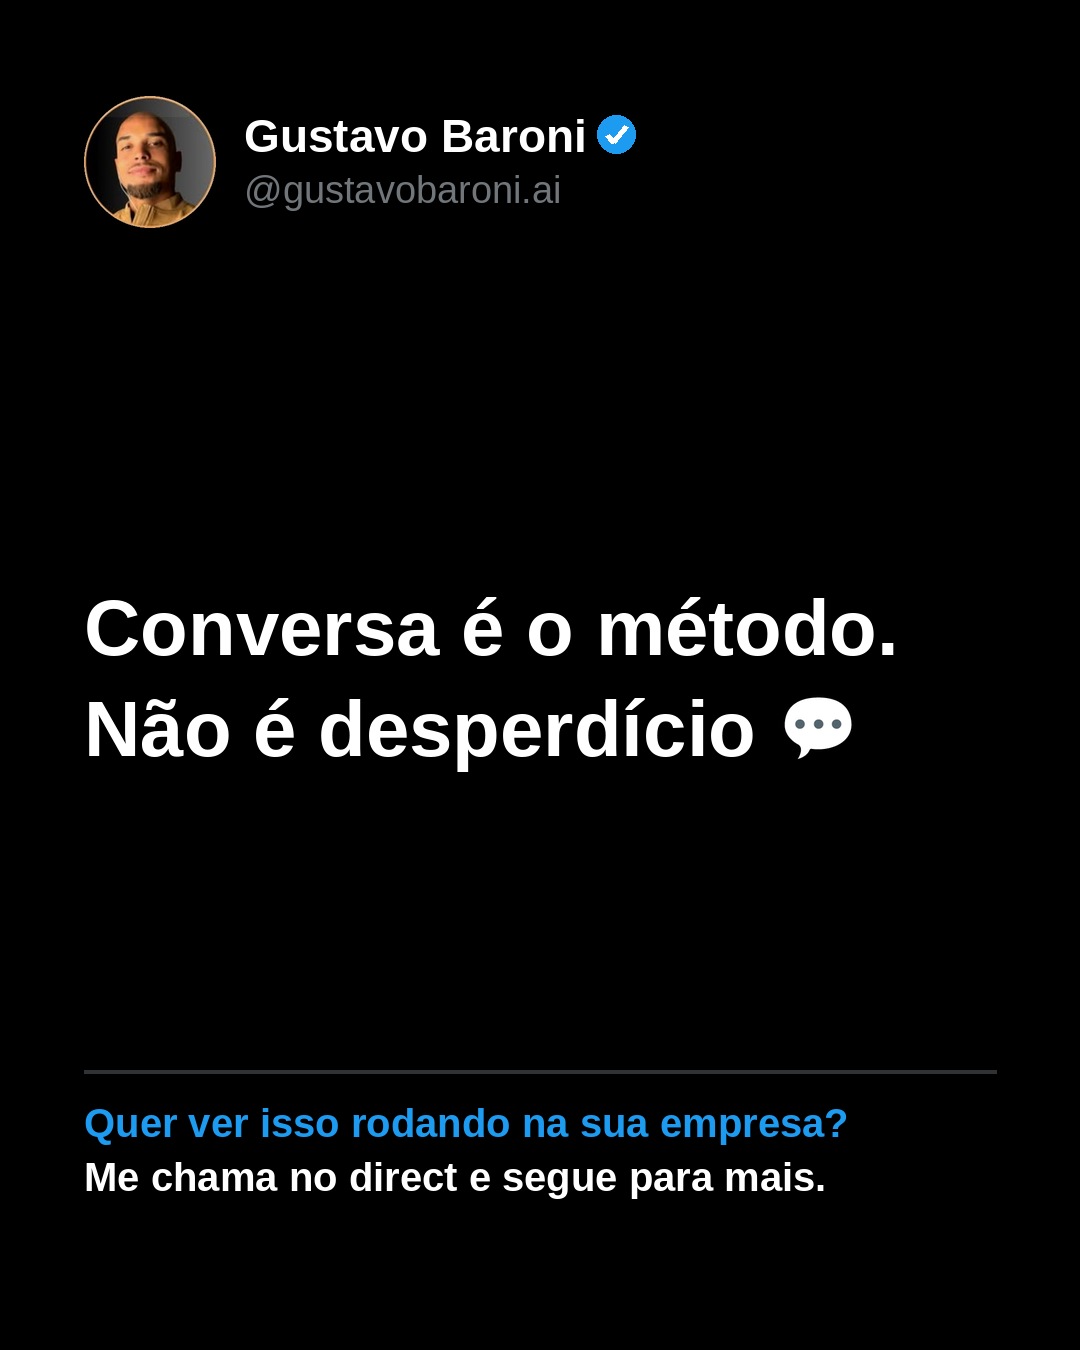 Gustavo Baroni
@gustavobaroni.ai
Conversa é o método.
Não é desperdício 💬
Quer ver isso rodando na sua empresa?
Me chama no direct e segue para mais.